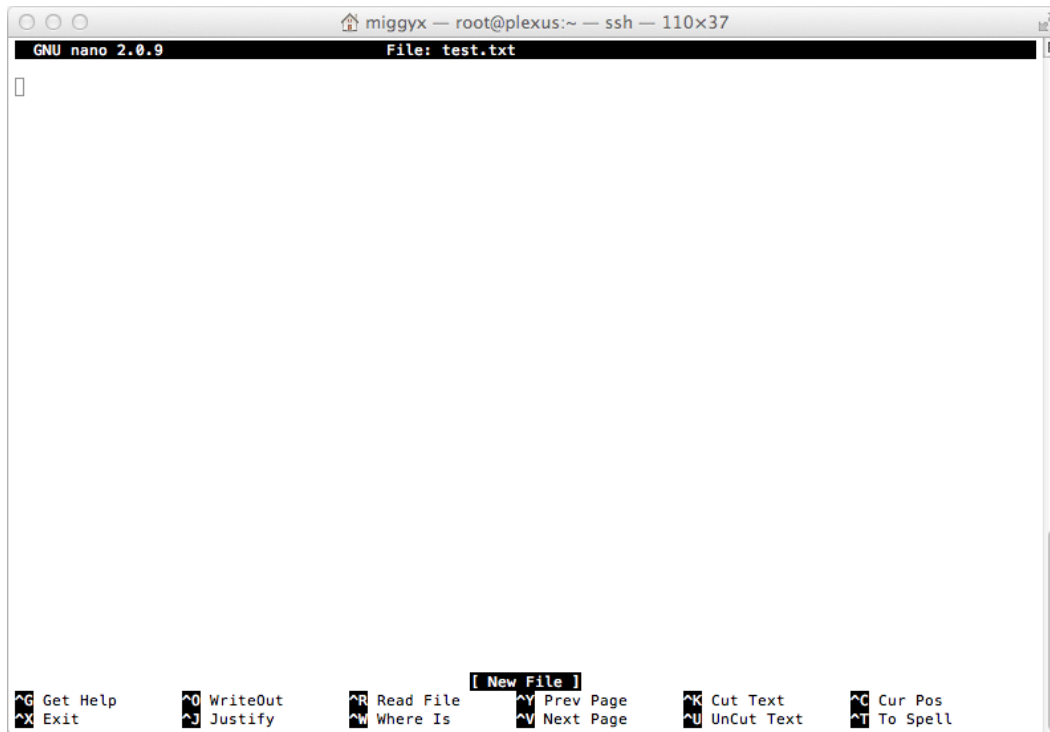 miggyx — root@plexus:~ — ssh — 110×37
GNU nano 2.0.9 File: test.txt
[ New File ]
^G Get Help ^O WriteOut ^R Read File ^Y Prev Page ^K Cut Text ^C Cur Pos
^X Exit ^J Justify ^W Where Is ^V Next Page ^U UnCut Text ^T To Spell